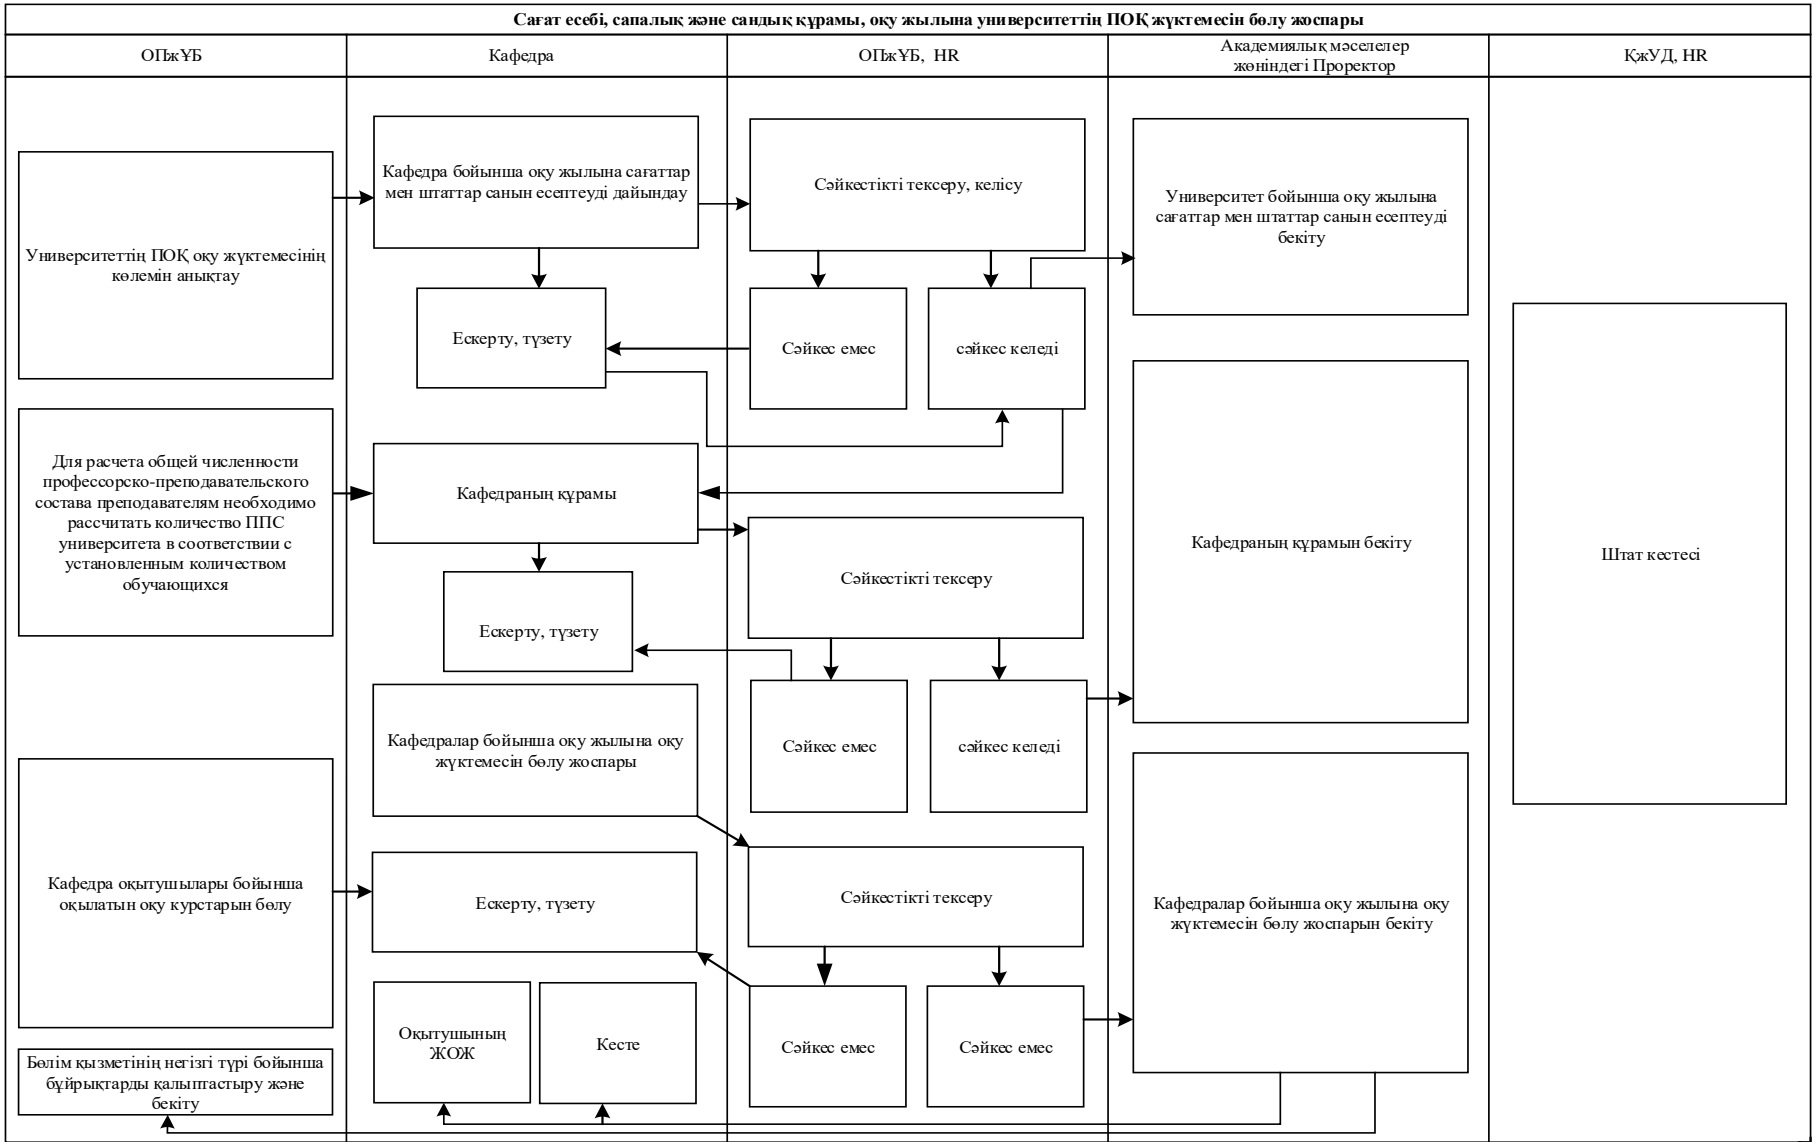 Сағат есебі, сапалық және сандық құрамы, оқу жылына университеттің ПОҚ жүктемесін бөлу жоспары
ОПжҰБ
Кафедра
ОПжҰБ, HR
Академиялық мәселелер
жөніндегі Проректор
ҚжУД, HR
Университеттің ПОҚ оқу жүктемесінің
көлемін анықтау
Кафедра бойынша оқу жылына сағаттар
мен штаттар санын есептеуді дайындау
Сәйкестікті тексеру, келісу
Университет бойынша оқу жылына
сағаттар мен штаттар санын есептеуді
бекіту
Ескерту, түзету
Сәйкес емес
сәйкес келеді
Для расчета общей численности
профессорско-преподавательского
состава преподавателям необходимо
рассчитать количество ППС
университета в соответствии с
установленным количеством
обучающихся
Кафедраның құрамы
Сәйкестікті тексеру
Кафедраның құрамын бекіту
Штат кестесі
Ескерту, түзету
Сәйкес емес
сәйкес келеді
Кафедралар бойынша оқу жылына оқу
жүктемесін бөлу жоспары
Кафедра оқытушылары бойынша
оқылатын оқу курстарын бөлу
Ескерту, түзету
Сәйкестікті тексеру
Кафедралар бойынша оқу жылына оқу
жүктемесін бөлу жоспарын бекіту
Оқытушының
ЖОЖ
Кесте
Сәйкес емес
Сәйкес емес
Бөлім қызметінің негізгі түрі бойынша
бұйрықтарды қалыптастыру және
бекіту